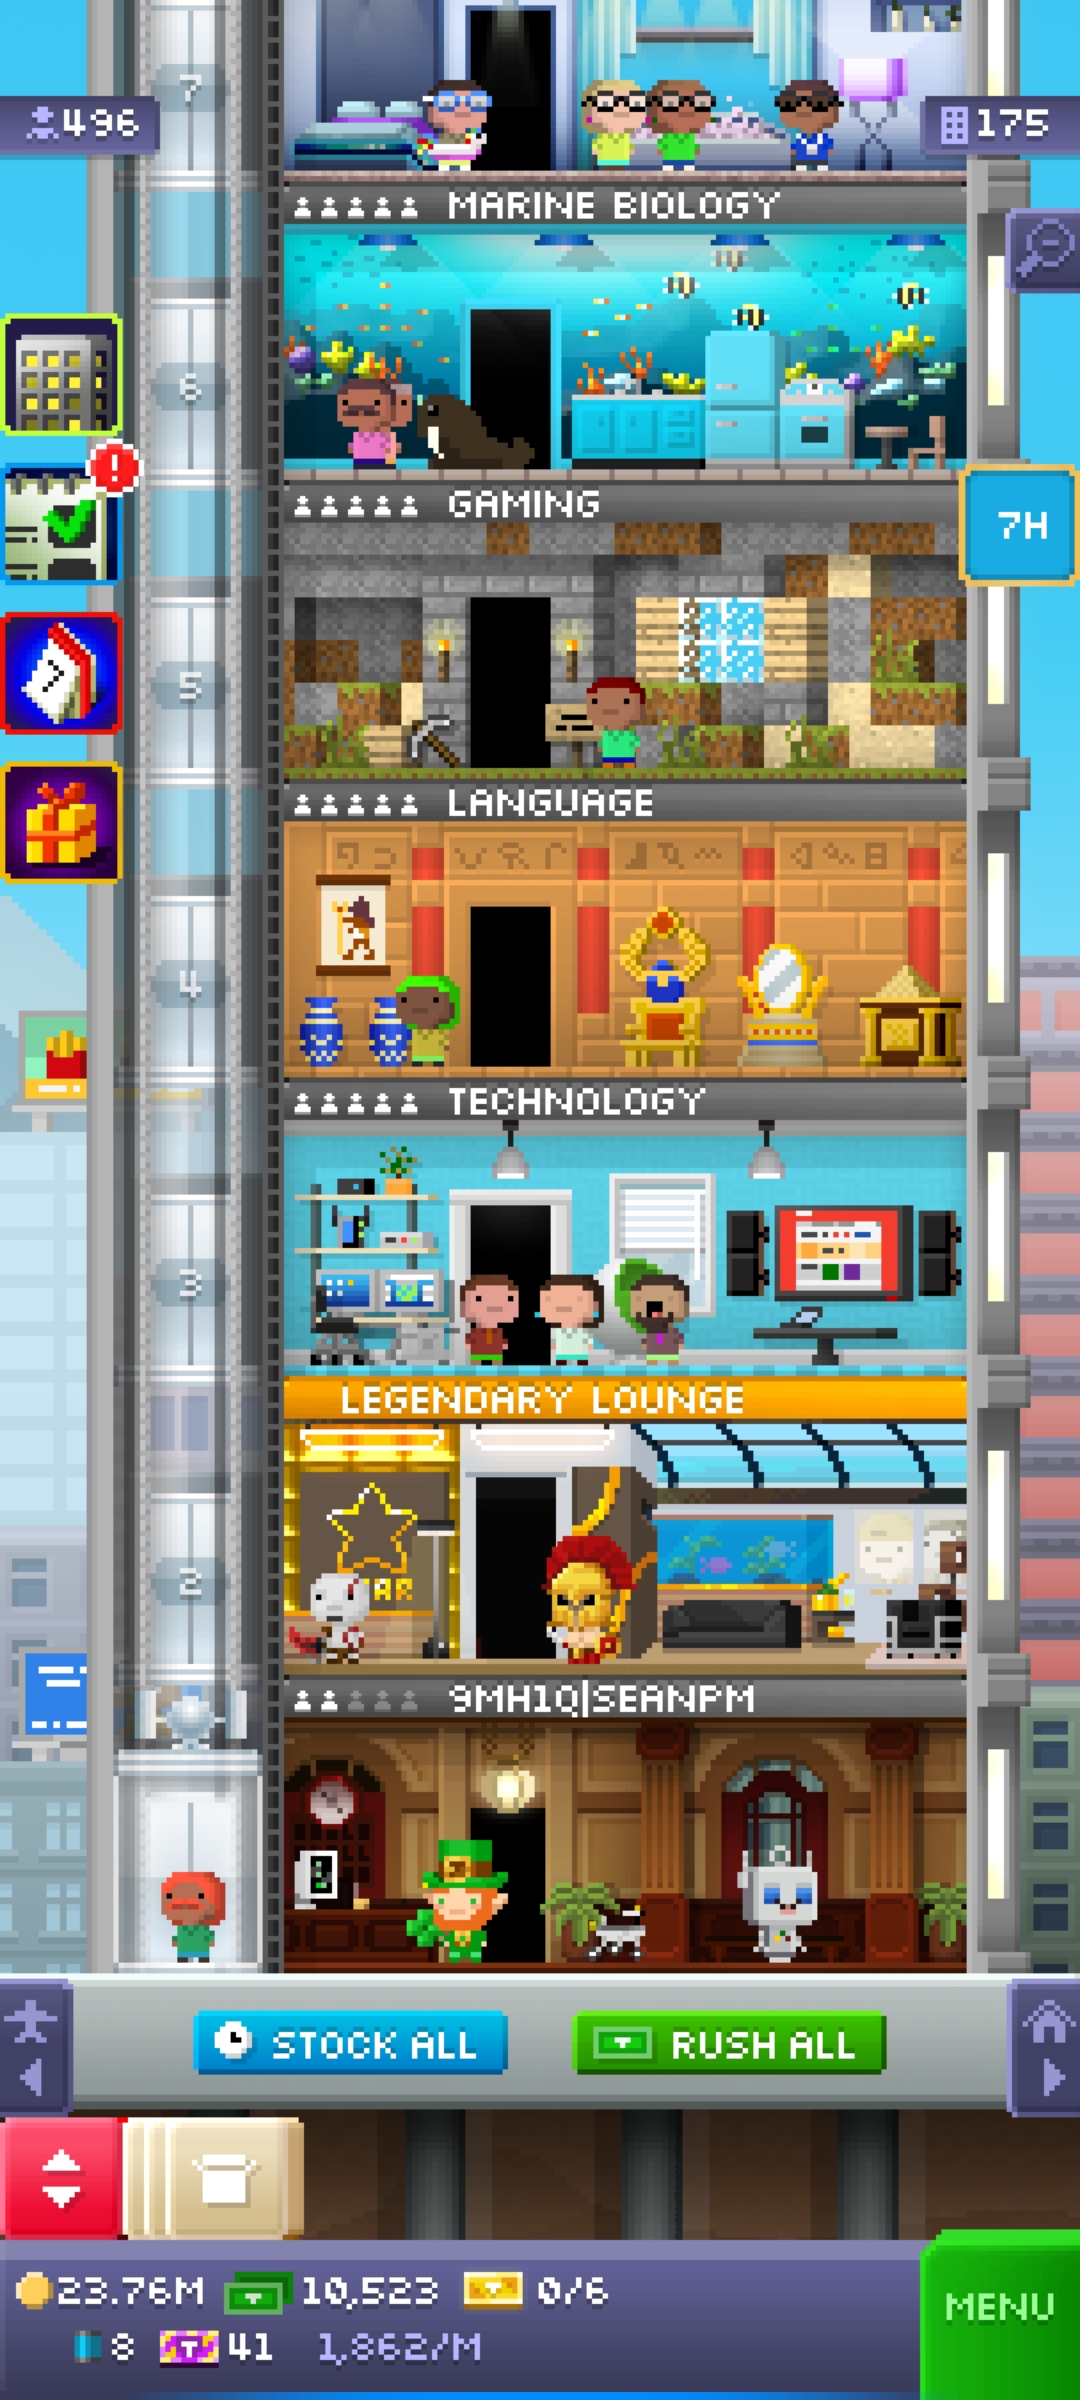 7
496
175
MARINE BIOLOGY
6
GAMING
7H
5
LANGUAGE
4
TECHNOLOGY
3
LEGENDARY LOUNGE
2
9MH1Q|SEANPM
STOCK ALL
RUSH ALL
23.76M
10,523
0/6
MENU
8
41
1,862/M